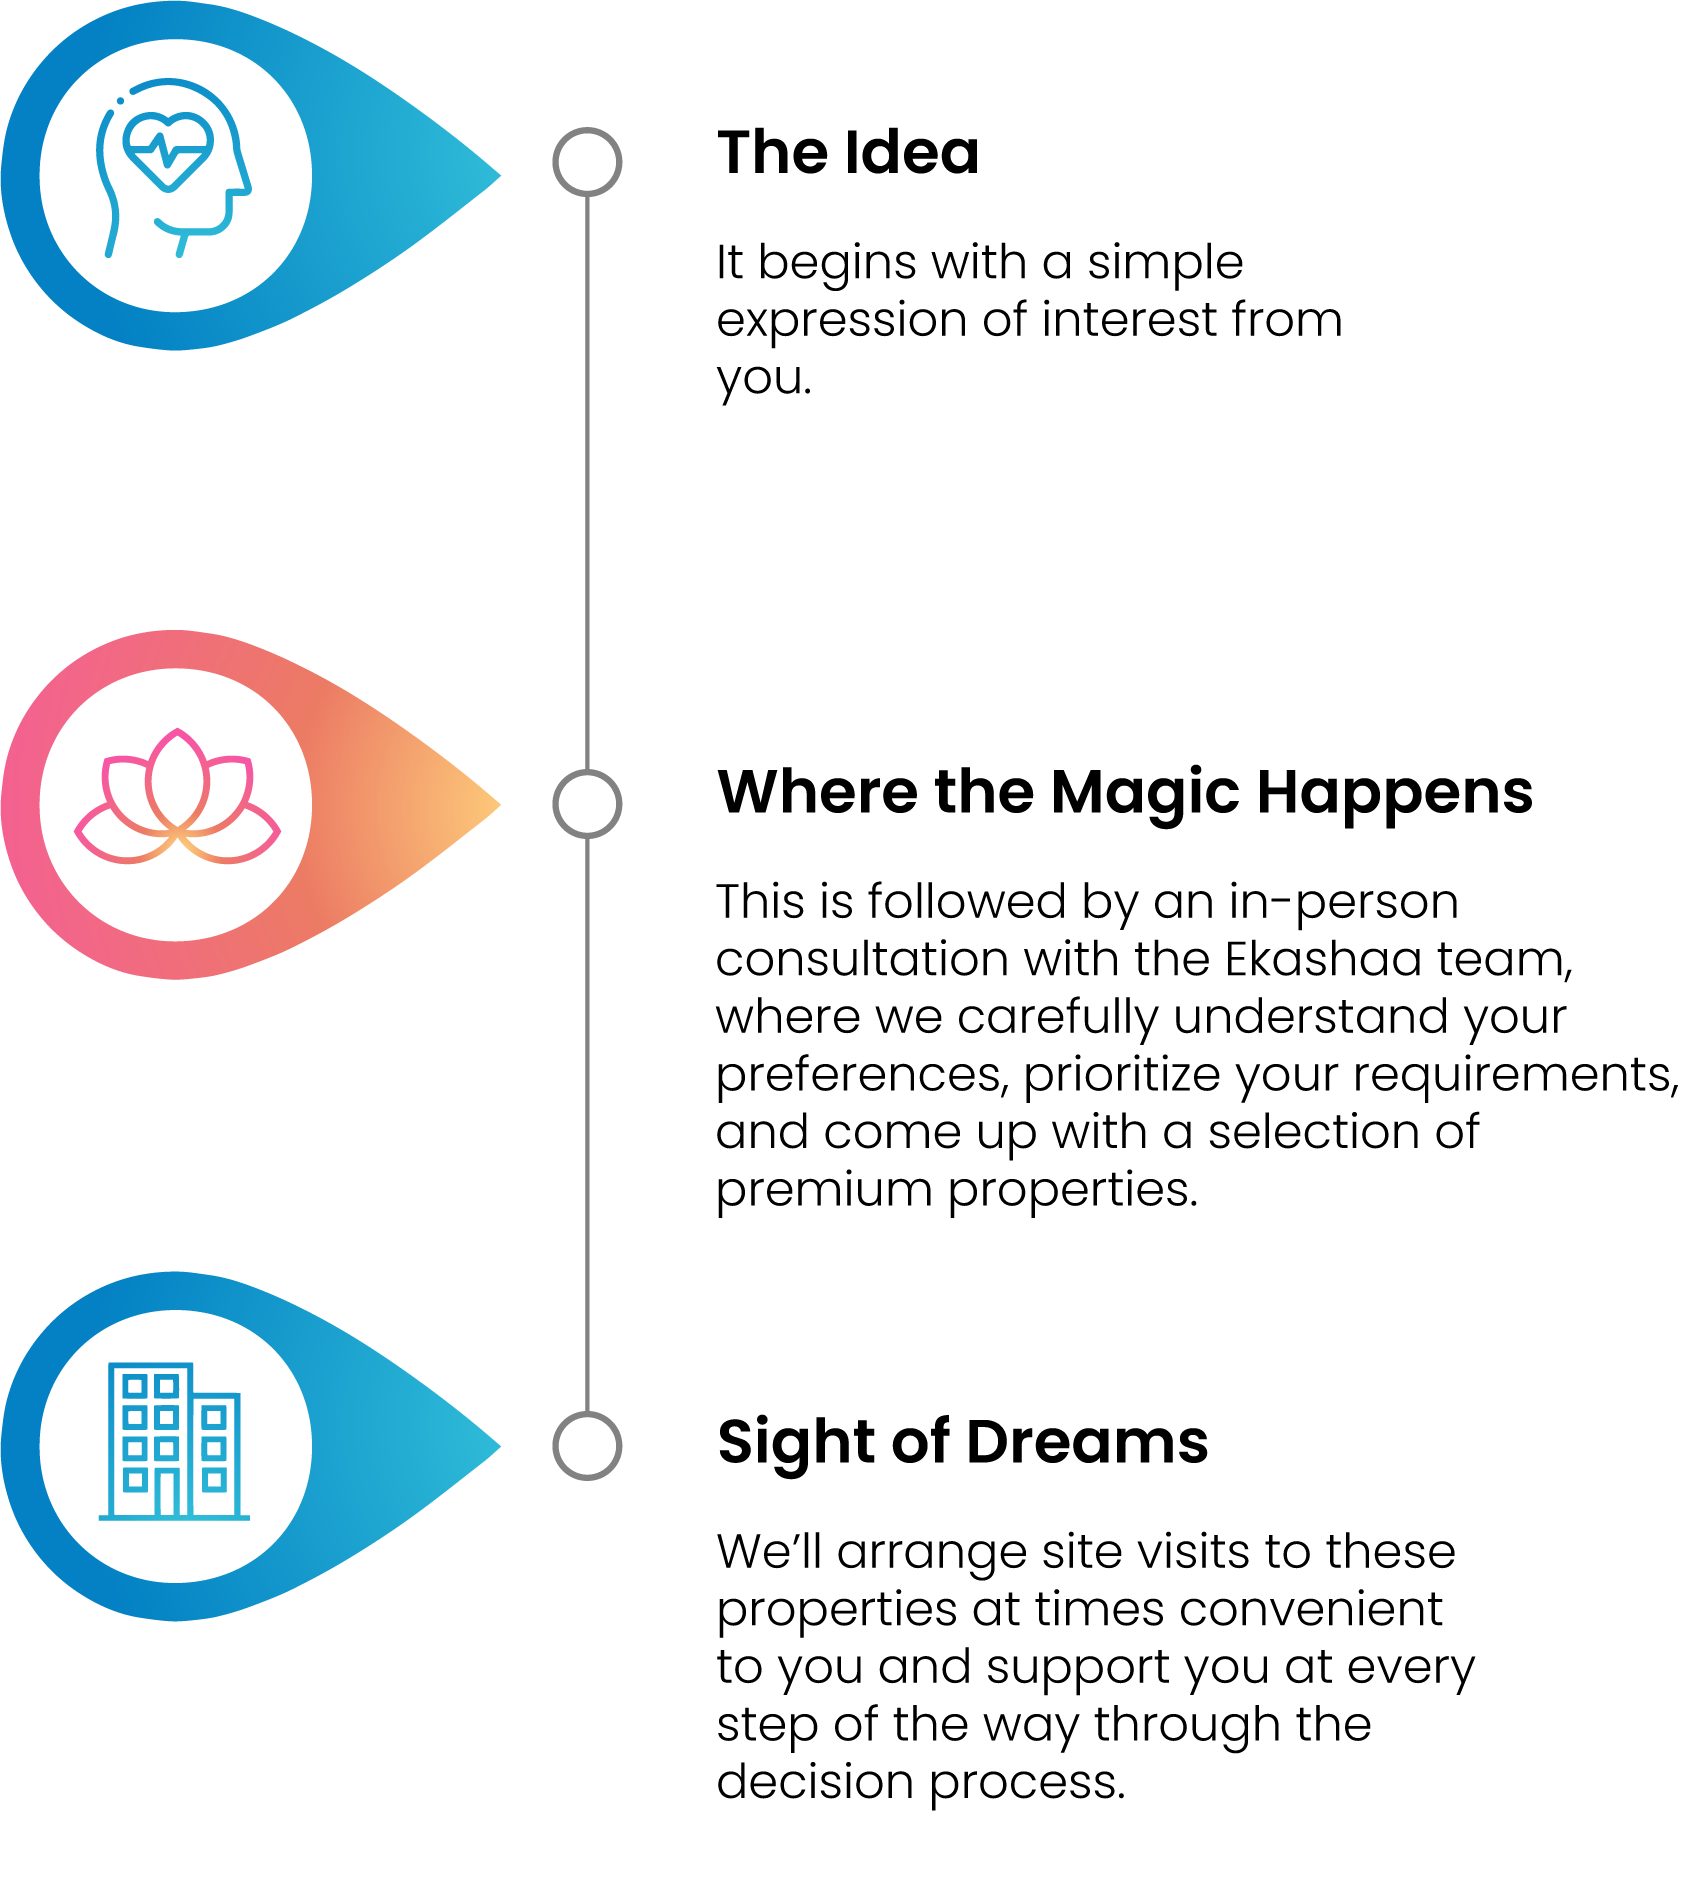 The Idea
It begins with a simple
expression of interest from
you.
Where the Magic Happens
This is followed by an in-person
consultation with the Ekashaa team,
where we carefully understand your
preferences, prioritize your requirements,
and come up with a selection of
premium properties.
Sight of Dreams
We’ll arrange site visits to these
properties at times convenient
to you and support you at every
step of the way through the
decision process.